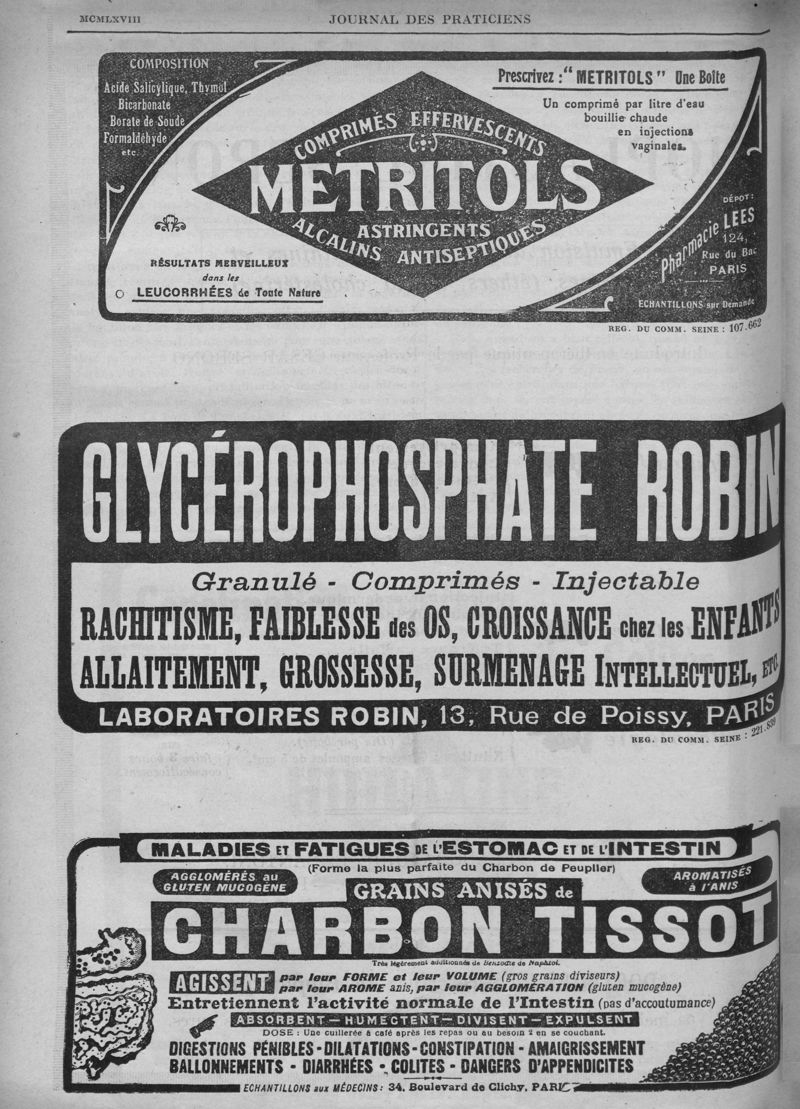 MCMLXVIII
JOURNAL DES PRATICIENS
COMPOSITION
Acide Salicylique, Thymol
Bicarbonate
Borate de Soude
Formaldéhyde
etc.
Prescrivez : "METRITOLS" Une Boîte
Un comprimé par litre d'eau
bouillie chaude
en injections
vaginales.
COMPRIMES EFFERVESCENTS
METRITOLS
ASTRINGENTS
ALCALINS ANTISEPTIQUES
RÉSULTATS MERVEILLEUX
dans les
LEUCORRHÉES de Toute Nature
DÉPOT :
Pharmacie LEES
124,
Rue du Bac
PARIS
ECHANTILLONS sur Demande
REG. DU COMM. SEINE : 107.662
GLYCÉROPHOSPHATE ROBIN
Granulé - Comprimés - Injectable
RACHITISME, FAIBLESSE des OS, CROISSANCE chez les ENFANTS
ALLAITEMENT, GROSSESSE, SURMENAGE INTELLECTUEL, ETC.
LABORATOIRES ROBIN, 13, Rue de Poissy, PARIS
REG. DU COMM. SEINE : 221.839
MALADIES ET FATIGUES DE L'ESTOMAC ET DE L'INTESTIN
(Forme la plus parfaite du Charbon de Peuplier)
AGGLOMÉRÉS au
GLUTEN MUCOGÈNE
GRAINS ANISÉS de
AROMATISÉS
à l'ANIS
CHARBON TISSOT
Très légèrement additionnés de Benzoate de Naphtol.
AGISSENT par leur FORME et leur VOLUME (gros grains diviseurs)
par leur AROME anis, par leur AGGLOMÉRATION (gluten mucogène)
Entretiennent l'activité normale de l'Intestin (pas d'accoutumance)
ABSORBENT — HUMECTENT — DIVISENT — EXPULSENT
DOSE : Une cuillerée à café après les repas ou au besoin 2 en se couchant.
DIGESTIONS PÉNIBLES - DILATATIONS - CONSTIPATION - AMAIGRISSEMENT
BALLONNEMENTS - DIARRHÉES - COLITES - DANGERS D'APPENDICITES
ECHANTILLONS aux MÉDECINS : 34, Boulevard de Clichy, PARIS